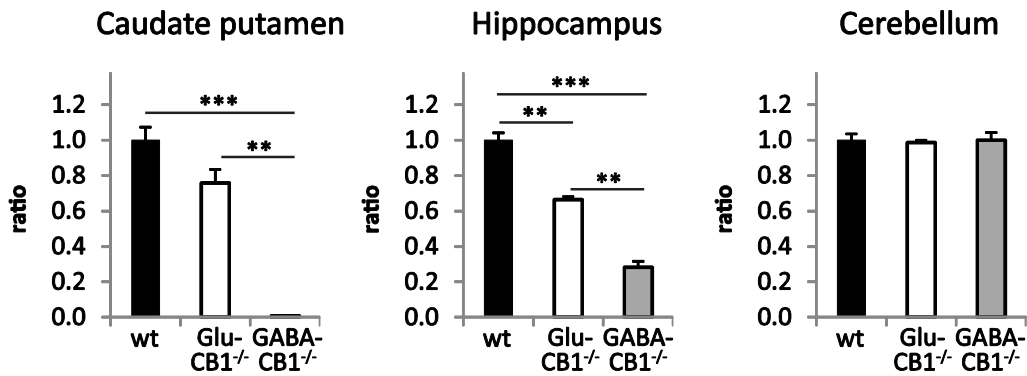 Caudate putamen
ratio
1.2
1.0
0.8
0.6
0.4
0.2
0.0
***
**
wt
Glu-
CB1-/-
GABA-
CB1-/-
Hippocampus
ratio
1.2
1.0
0.8
0.6
0.4
0.2
0.0
***
**
**
wt
Glu-
CB1-/-
GABA-
CB1-/-
Cerebellum
ratio
1.2
1.0
0.8
0.6
0.4
0.2
0.0
wt
Glu-
CB1-/-
GABA-
CB1-/-